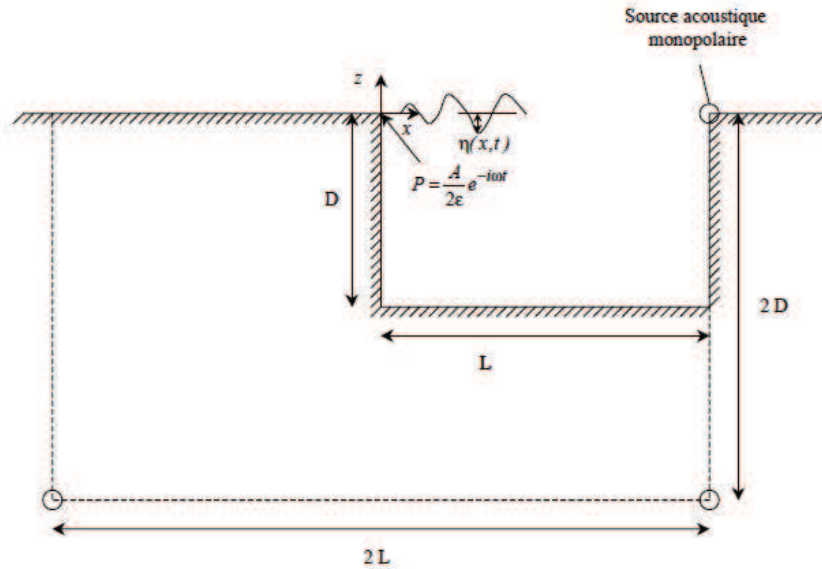 Source acoustique
monopolaire
z
x
η(x,t)
P = A/2ε e^{-iωt}
D
L
2 D
2 L